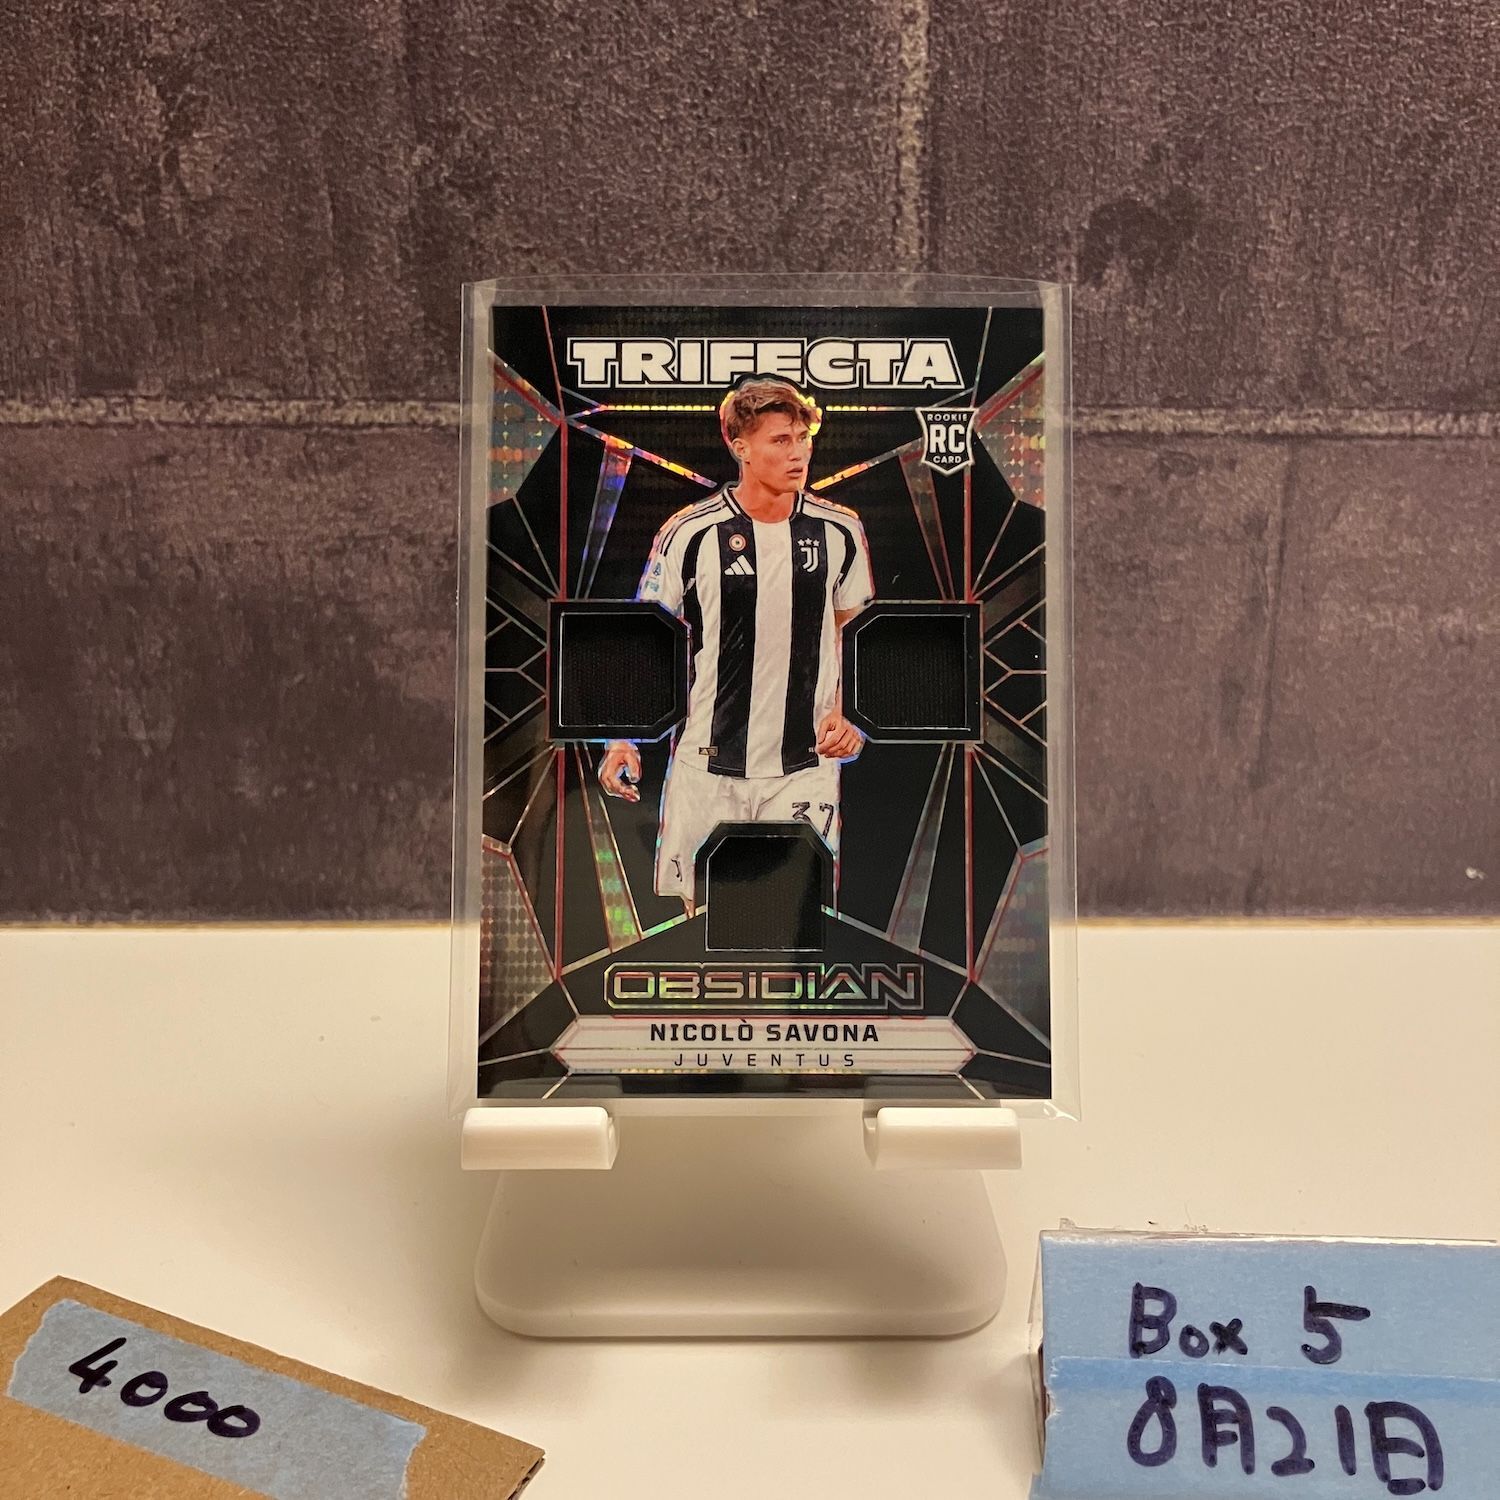 TRIFECTA
ROOKIE
RC
CARD
37
OBSIDIAN
NICOLÒ SAVONA
JUVENTUS
4000
Box 5
8月21日